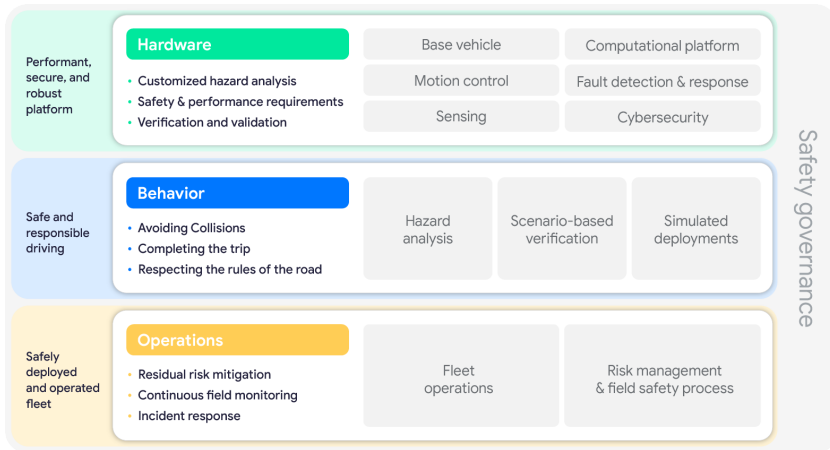 Performant,
secure, and
robust
platform
Hardware
• Customized hazard analysis
• Safety & performance requirements
• Verification and validation
Base vehicle
Computational platform
Motion control
Fault detection & response
Sensing
Cybersecurity
Safe and
responsible
driving
Behavior
• Avoiding Collisions
• Completing the trip
• Respecting the rules of the road
Hazard
analysis
Scenario-based
verification
Simulated
deployments
Safely
deployed
and operated
fleet
Operations
• Residual risk mitigation
• Continuous field monitoring
• Incident response
Fleet
operations
Risk management
& field safety process
Safety governance